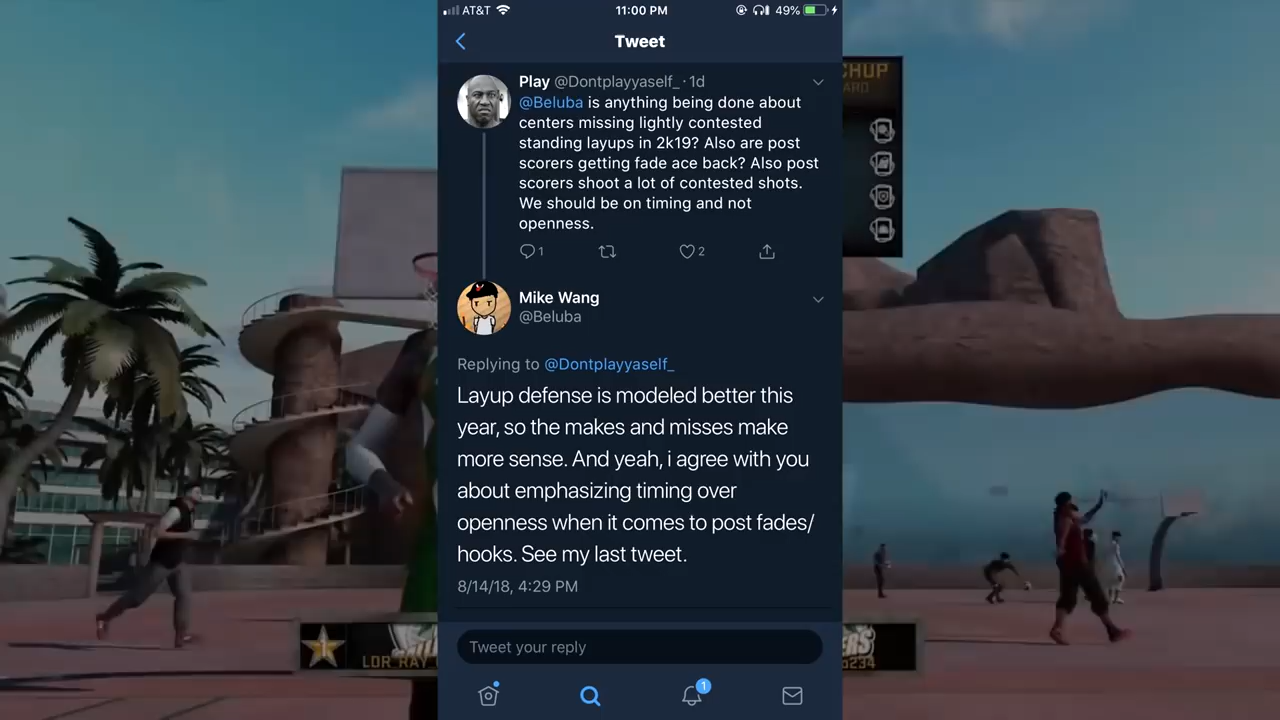 AT&T
11:00 PM
49%
Tweet
Play @Dontplayyaself_ · 1d
@Beluba is anything being done about
centers missing lightly contested
standing layups in 2k19? Also are post
scorers getting fade ace back? Also post
scorers shoot a lot of contested shots.
We should be on timing and not
openness.
1
2
Mike Wang
@Beluba
Replying to @Dontplayyaself_
Layup defense is modeled better this
year, so the makes and misses make
more sense. And yeah, i agree with you
about emphasizing timing over
openness when it comes to post fades/
hooks. See my last tweet.
8/14/18, 4:29 PM
Tweet your reply
1
CHUP
ARD
LOR RAY
234